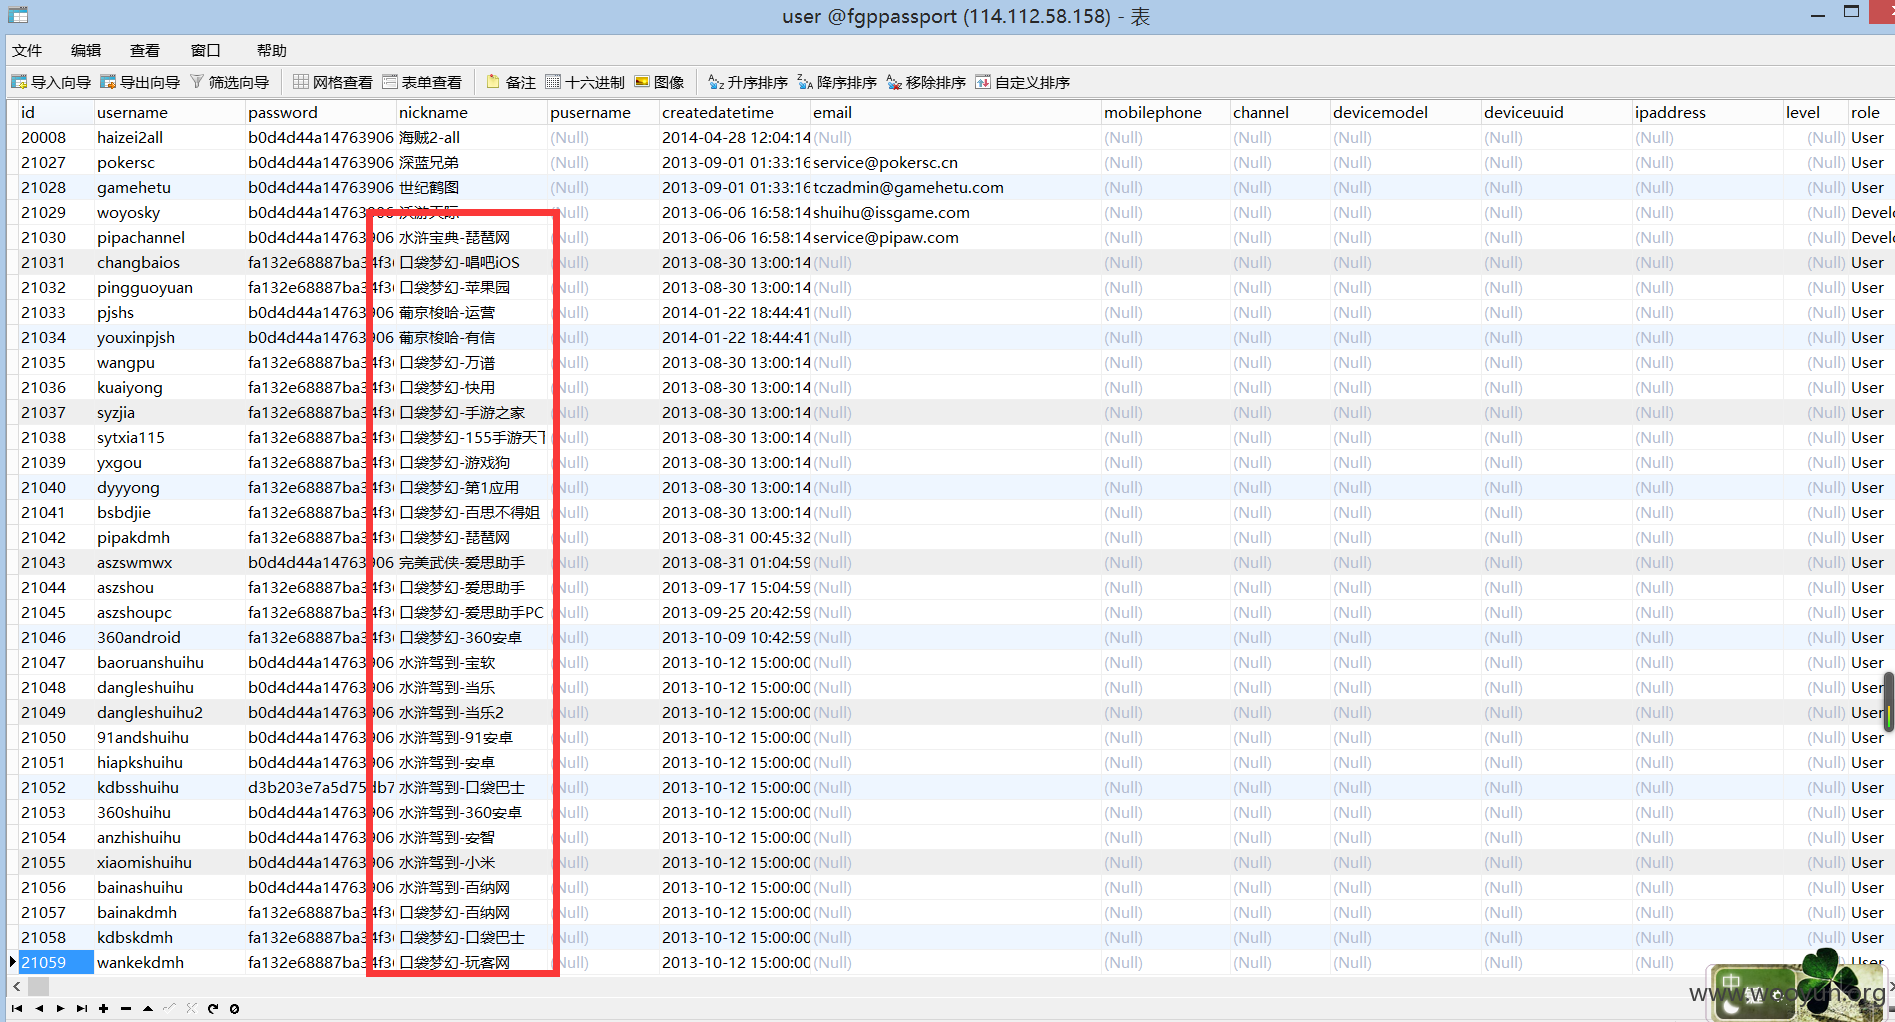 user @fgppassport (114.112.58.158) - 表
文件 编辑 查看 窗口 帮助
导入向导 导出向导 筛选向导 网格查看 表单查看 备注 十六进制 图像 升序排序 降序排序 移除排序 自定义排序
id username password nickname pusername createdatetime email mobilephone channel devicemodel deviceuuid ipaddress level role
20008 haizei2all b0d4d44a14763906 海贼2-all (Null) 2014-04-28 12:04:14 (Null) (Null) (Null) (Null) (Null) (Null) (Null) User
21027 pokersc b0d4d44a14763906 深蓝兄弟 (Null) 2013-09-01 01:33:16 service@pokersc.cn (Null) (Null) (Null) (Null) (Null) (Null) User
21028 gamehetu b0d4d44a14763906 世纪鹤图 (Null) 2013-09-01 01:33:16 tczadmin@gamehetu.com (Null) (Null) (Null) (Null) (Null) (Null) User
21029 woyosky b0d4d44a14763906 沃游天际 (Null) 2013-06-06 16:58:14 shuihu@issgame.com (Null) (Null) (Null) (Null) (Null) (Null) Develo
21030 pipachannel b0d4d44a14763906 水浒宝典-琵琶网 (Null) 2013-06-06 16:58:14 service@pipaw.com (Null) (Null) (Null) (Null) (Null) (Null) Develo
21031 changbaios fa132e68887ba34f3 口袋梦幻-唱吧iOS (Null) 2013-08-30 13:00:14 (Null) (Null) (Null) (Null) (Null) (Null) (Null) User
21032 pingguoyuan fa132e68887ba34f3 口袋梦幻-苹果园 (Null) 2013-08-30 13:00:14 (Null) (Null) (Null) (Null) (Null) (Null) (Null) User
21033 pjshs b0d4d44a14763906 葡京梭哈-运营 (Null) 2014-01-22 18:44:41 (Null) (Null) (Null) (Null) (Null) (Null) (Null) User
21034 youxinpjsh b0d4d44a14763906 葡京梭哈-有信 (Null) 2014-01-22 18:44:41 (Null) (Null) (Null) (Null) (Null) (Null) (Null) User
21035 wangpu fa132e68887ba34f3 口袋梦幻-万谱 (Null) 2013-08-30 13:00:14 (Null) (Null) (Null) (Null) (Null) (Null) (Null) User
21036 kuaiyong fa132e68887ba34f3 口袋梦幻-快用 (Null) 2013-08-30 13:00:14 (Null) (Null) (Null) (Null) (Null) (Null) (Null) User
21037 syzjia fa132e68887ba34f3 口袋梦幻-手游之家 (Null) 2013-08-30 13:00:14 (Null) (Null) (Null) (Null) (Null) (Null) (Null) User
21038 sytxia115 fa132e68887ba34f3 口袋梦幻-155手游天下 (Null) 2013-08-30 13:00:14 (Null) (Null) (Null) (Null) (Null) (Null) (Null) User
21039 yxgou fa132e68887ba34f3 口袋梦幻-游戏狗 (Null) 2013-08-30 13:00:14 (Null) (Null) (Null) (Null) (Null) (Null) (Null) User
21040 dyyyong fa132e68887ba34f3 口袋梦幻-第1应用 (Null) 2013-08-30 13:00:14 (Null) (Null) (Null) (Null) (Null) (Null) (Null) User
21041 bsbdjie fa132e68887ba34f3 口袋梦幻-百思不得姐 (Null) 2013-08-30 13:00:14 (Null) (Null) (Null) (Null) (Null) (Null) (Null) User
21042 pipakdmh fa132e68887ba34f3 口袋梦幻-琵琶网 (Null) 2013-08-31 00:45:32 (Null) (Null) (Null) (Null) (Null) (Null) (Null) User
21043 aszswmwx b0d4d44a14763906 完美武侠-爱思助手 (Null) 2013-08-31 01:04:59 (Null) (Null) (Null) (Null) (Null) (Null) (Null) User
21044 aszshou fa132e68887ba34f3 口袋梦幻-爱思助手 (Null) 2013-09-17 15:04:59 (Null) (Null) (Null) (Null) (Null) (Null) (Null) User
21045 aszshoupc fa132e68887ba34f3 口袋梦幻-爱思助手PC (Null) 2013-09-25 20:42:59 (Null) (Null) (Null) (Null) (Null) (Null) (Null) User
21046 360android fa132e68887ba34f3 口袋梦幻-360安卓 (Null) 2013-10-09 10:42:59 (Null) (Null) (Null) (Null) (Null) (Null) (Null) User
21047 baoruanshuihu b0d4d44a14763906 水浒驾到-宝软 (Null) 2013-10-12 15:00:00 (Null) (Null) (Null) (Null) (Null) (Null) (Null) User
21048 dangleshuihu b0d4d44a14763906 水浒驾到-当乐 (Null) 2013-10-12 15:00:00 (Null) (Null) (Null) (Null) (Null) (Null) (Null) User
21049 dangleshuihu2 b0d4d44a14763906 水浒驾到-当乐2 (Null) 2013-10-12 15:00:00 (Null) (Null) (Null) (Null) (Null) (Null) (Null) User
21050 91andshuihu b0d4d44a14763906 水浒驾到-91安卓 (Null) 2013-10-12 15:00:00 (Null) (Null) (Null) (Null) (Null) (Null) (Null) User
21051 hiapkshuihu b0d4d44a14763906 水浒驾到-安卓 (Null) 2013-10-12 15:00:00 (Null) (Null) (Null) (Null) (Null) (Null) (Null) User
21052 kdbsshuihu d3b203e7a5d75db7 水浒驾到-口袋巴士 (Null) 2013-10-12 15:00:00 (Null) (Null) (Null) (Null) (Null) (Null) (Null) User
21053 360shuihu b0d4d44a14763906 水浒驾到-360安卓 (Null) 2013-10-12 15:00:00 (Null) (Null) (Null) (Null) (Null) (Null) (Null) User
21054 anzhishuihu b0d4d44a14763906 水浒驾到-安智 (Null) 2013-10-12 15:00:00 (Null) (Null) (Null) (Null) (Null) (Null) (Null) User
21055 xiaomishuihu b0d4d44a14763906 水浒驾到-小米 (Null) 2013-10-12 15:00:00 (Null) (Null) (Null) (Null) (Null) (Null) (Null) User
21056 bainashuihu b0d4d44a14763906 水浒驾到-百纳网 (Null) 2013-10-12 15:00:00 (Null) (Null) (Null) (Null) (Null) (Null) (Null) User
21057 bainakdmh fa132e68887ba34f3 口袋梦幻-百纳网 (Null) 2013-10-12 15:00:00 (Null) (Null) (Null) (Null) (Null) (Null) (Null) User
21058 kdbskdmh fa132e68887ba34f3 口袋梦幻-口袋巴士 (Null) 2013-10-12 15:00:00 (Null) (Null) (Null) (Null) (Null) (Null) (Null) User
21059 wankekdmh fa132e68887ba34f3 口袋梦幻-玩客网 (Null) 2013-10-12 15:00:00 (Null) (Null) (Null) (Null) (Null) (Null) (Null) User
www.wooyun.org